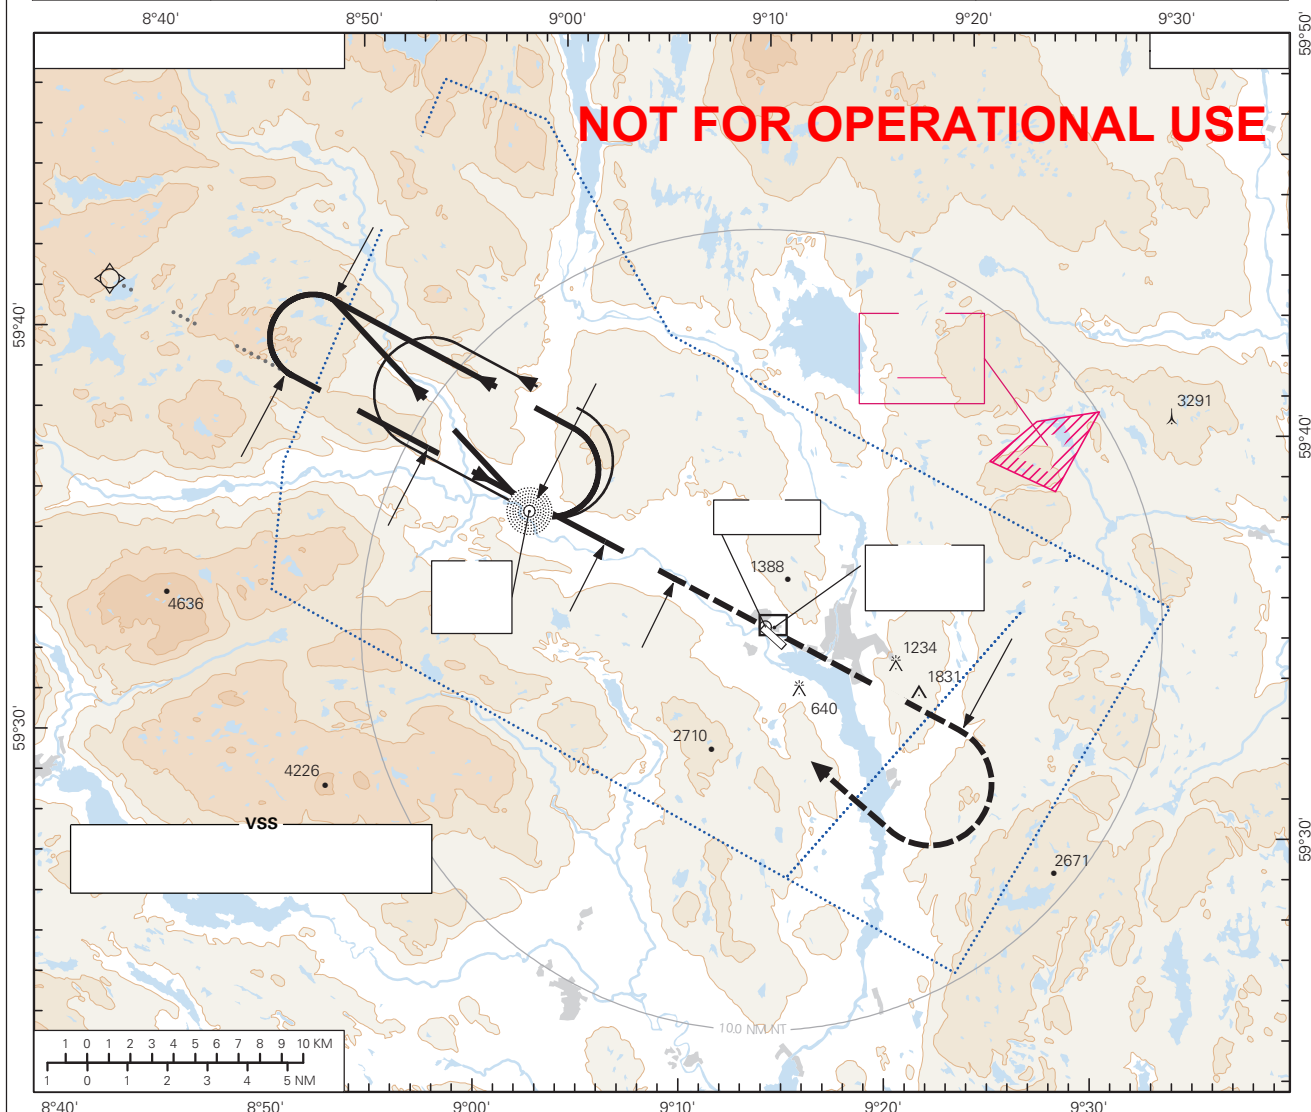 8°40' 8°50' 9°00' 9°10' 9°20' 9°30'
59°50'
NOT FOR OPERATIONAL USE
59°40'
3291
59°40'
1388
4636
1234
1831
640
2710
59°30'
4226
VSS
59°30'
2671
10.0 NM NT
1 0 1 2 3 4 5 6 7 8 9 10 KM
1 0 1 2 3 4 5 NM
8°40' 8°50' 9°00' 9°10' 9°20' 9°30'